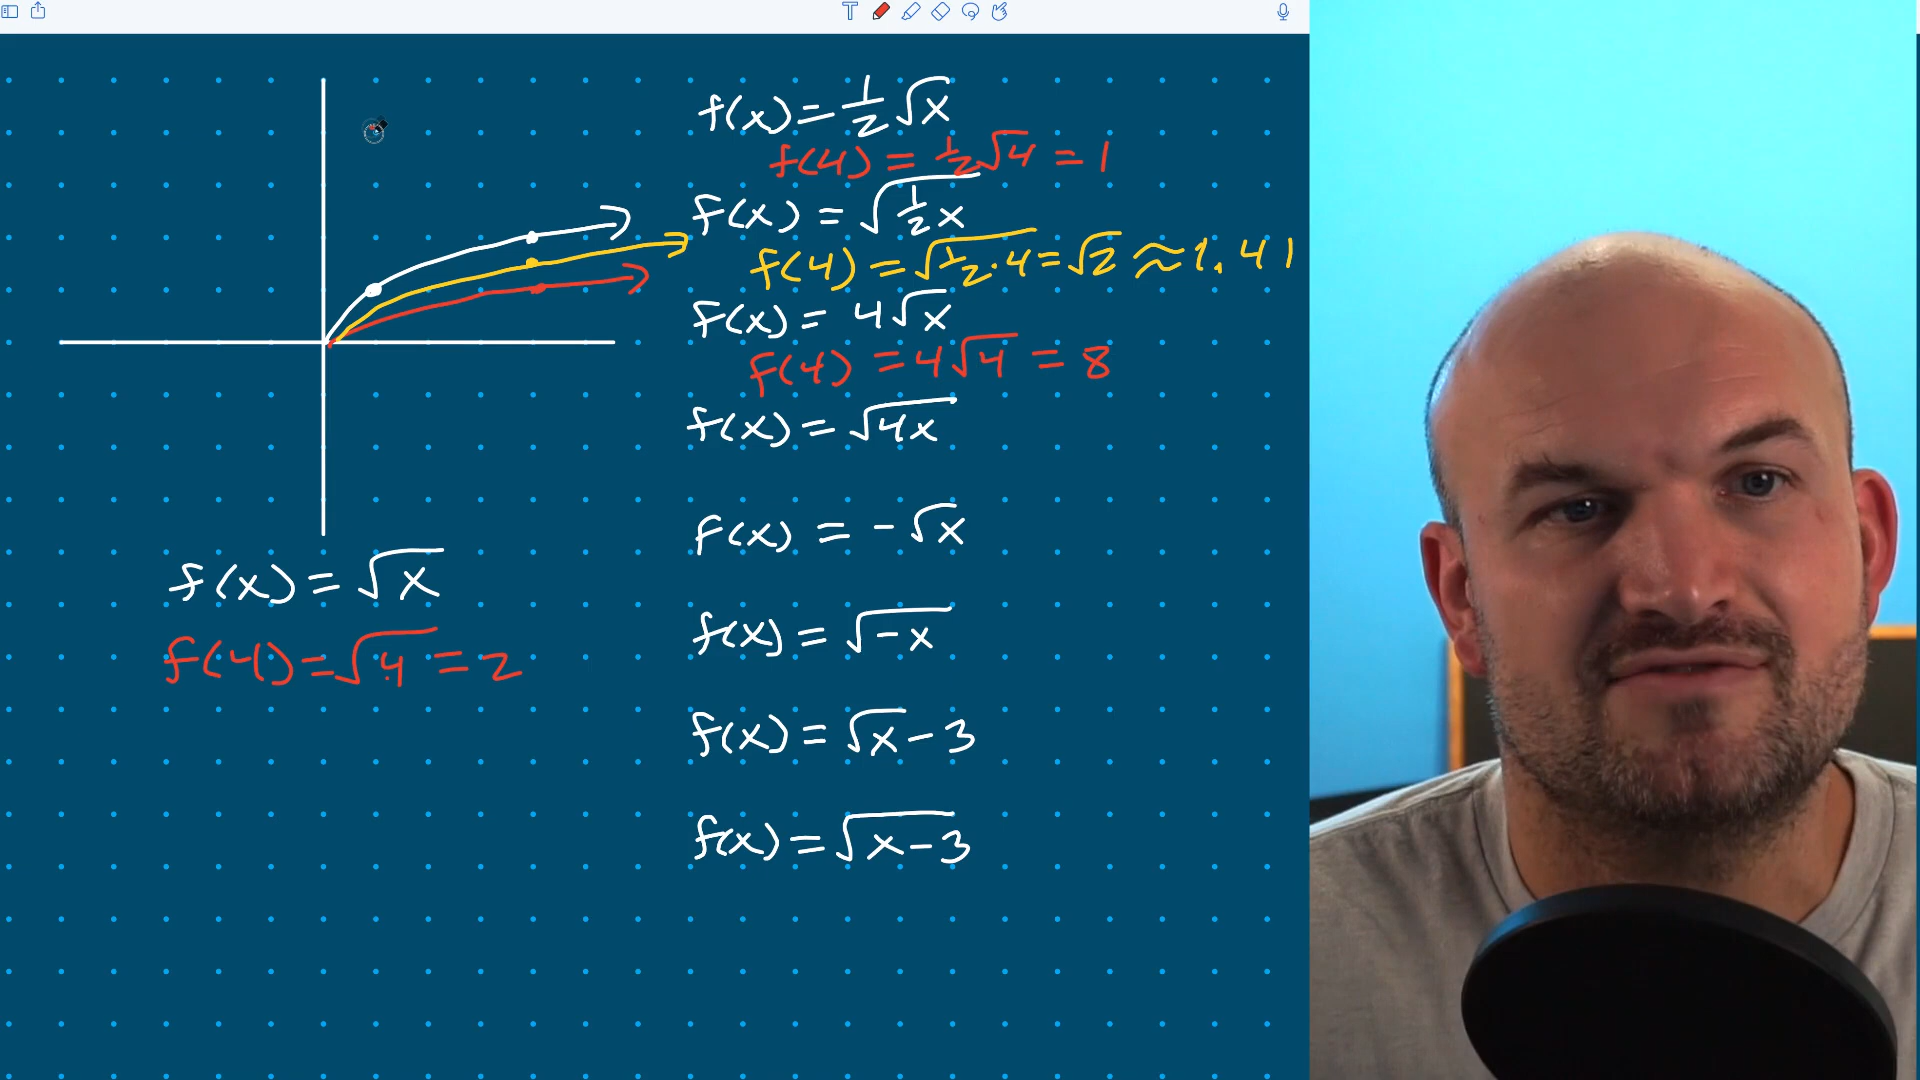 f(x) = 1/2 √x
f(4) = 1/2 √4 = 1
f(x) = √(1/2 x)
f(4) = √(1/2 · 4) = √2 ≈ 1.41
f(x) = 4√x
f(4) = 4√4 = 8
f(x) = √(4x)
f(x) = -√x
f(x) = √(-x)
f(x) = √x - 3
f(x) = √(x-3)
f(x) = √x
f(4) = √4 = 2